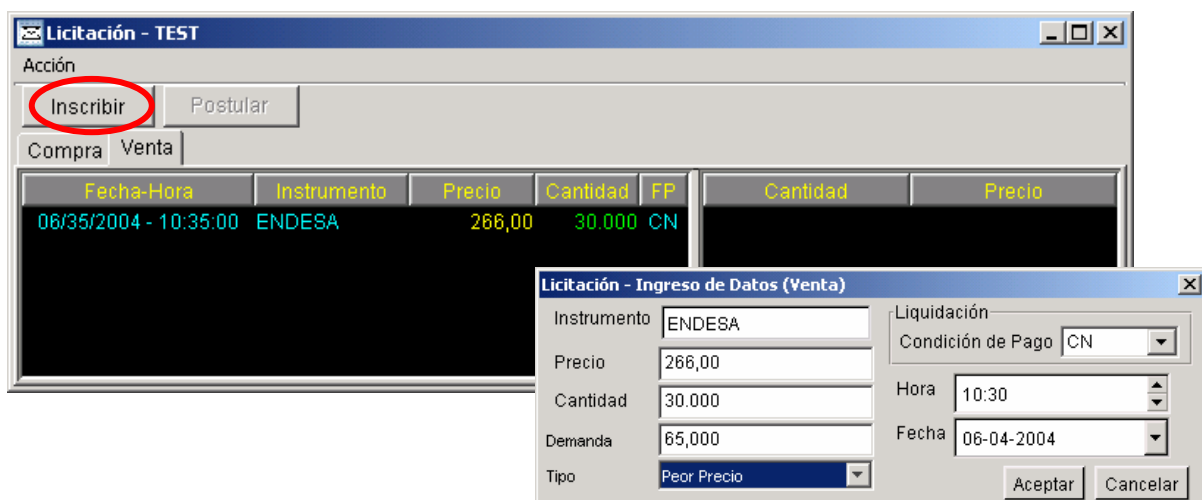 Licitación - TEST
Acción
Inscribir Postular
Compra Venta
Fecha-Hora Instrumento Precio Cantidad FP Cantidad Precio
06/35/2004 - 10:35:00 ENDESA 266,00 30.000 CN
Licitación - Ingreso de Datos (Venta)
Instrumento ENDESA
Precio 266,00
Cantidad 30.000
Demanda 65,000
Tipo Peor Precio
Liquidación
Condición de Pago CN
Hora 10:30
Fecha 06-04-2004
Aceptar Cancelar